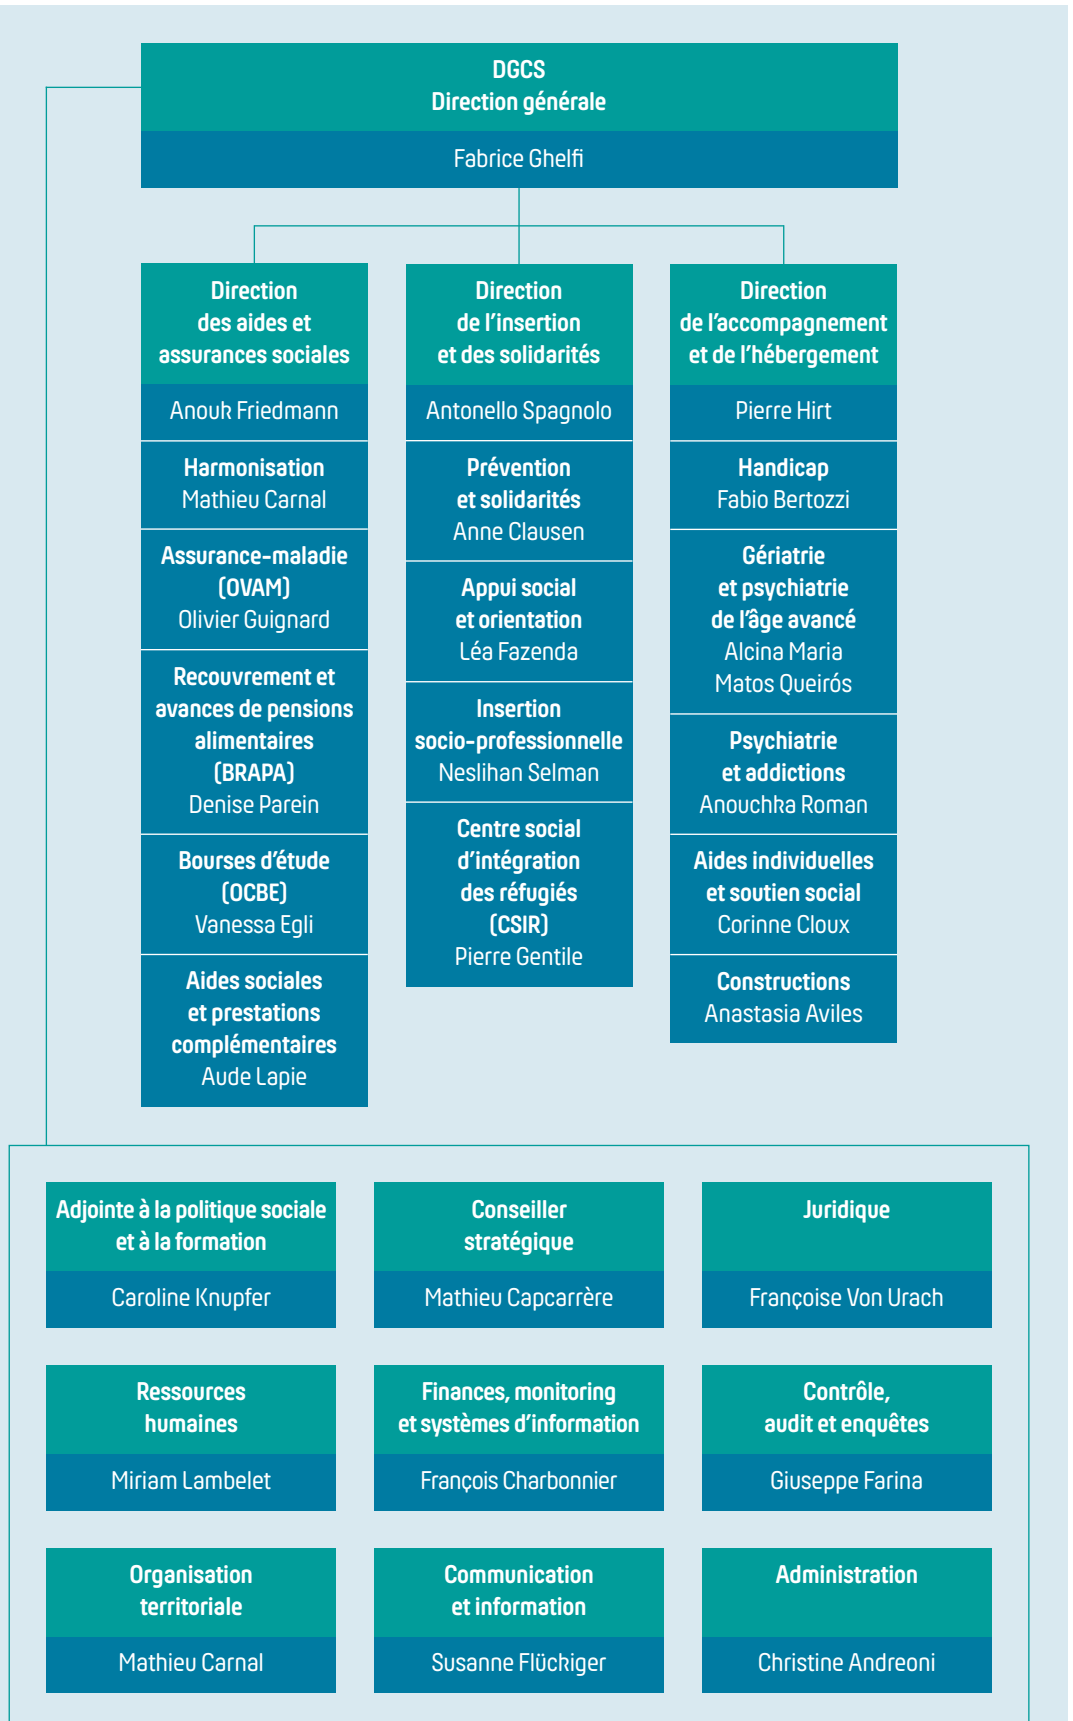 DGCS
Direction générale
Fabrice Ghelfi
Direction
des aides et
assurances sociales
Anouk Friedmann
Harmonisation
Mathieu Carnal
Assurance-maladie
(OVAM)
Olivier Guignard
Recouvrement et
avances de pensions
alimentaires
(BRAPA)
Denise Parein
Bourses d’étude
(OCBE)
Vanessa Egli
Aides sociales
et prestations
complémentaires
Aude Lapie
Direction
de l’insertion
et des solidarités
Antonello Spagnolo
Prévention
et solidarités
Anne Clausen
Appui social
et orientation
Léa Fazenda
Insertion
socio-professionnelle
Neslihan Selman
Centre social
d’intégration
des réfugiés
(CSIR)
Pierre Gentile
Direction
de l’accompagnement
et de l’hébergement
Pierre Hirt
Handicap
Fabio Bertozzi
Gériatrie
et psychiatrie
de l’âge avancé
Alcina Maria
Matos Queirós
Psychiatrie
et addictions
Anouchka Roman
Aides individuelles
et soutien social
Corinne Cloux
Constructions
Anastasia Aviles
Adjointe à la politique sociale
et à la formation
Caroline Knupfer
Conseiller
stratégique
Mathieu Capcarrère
Juridique
Françoise Von Urach
Ressources
humaines
Miriam Lambelet
Finances, monitoring
et systèmes d’information
François Charbonnier
Contrôle,
audit et enquêtes
Giuseppe Farina
Organisation
territoriale
Mathieu Carnal
Communication
et information
Susanne Flückiger
Administration
Christine Andreoni